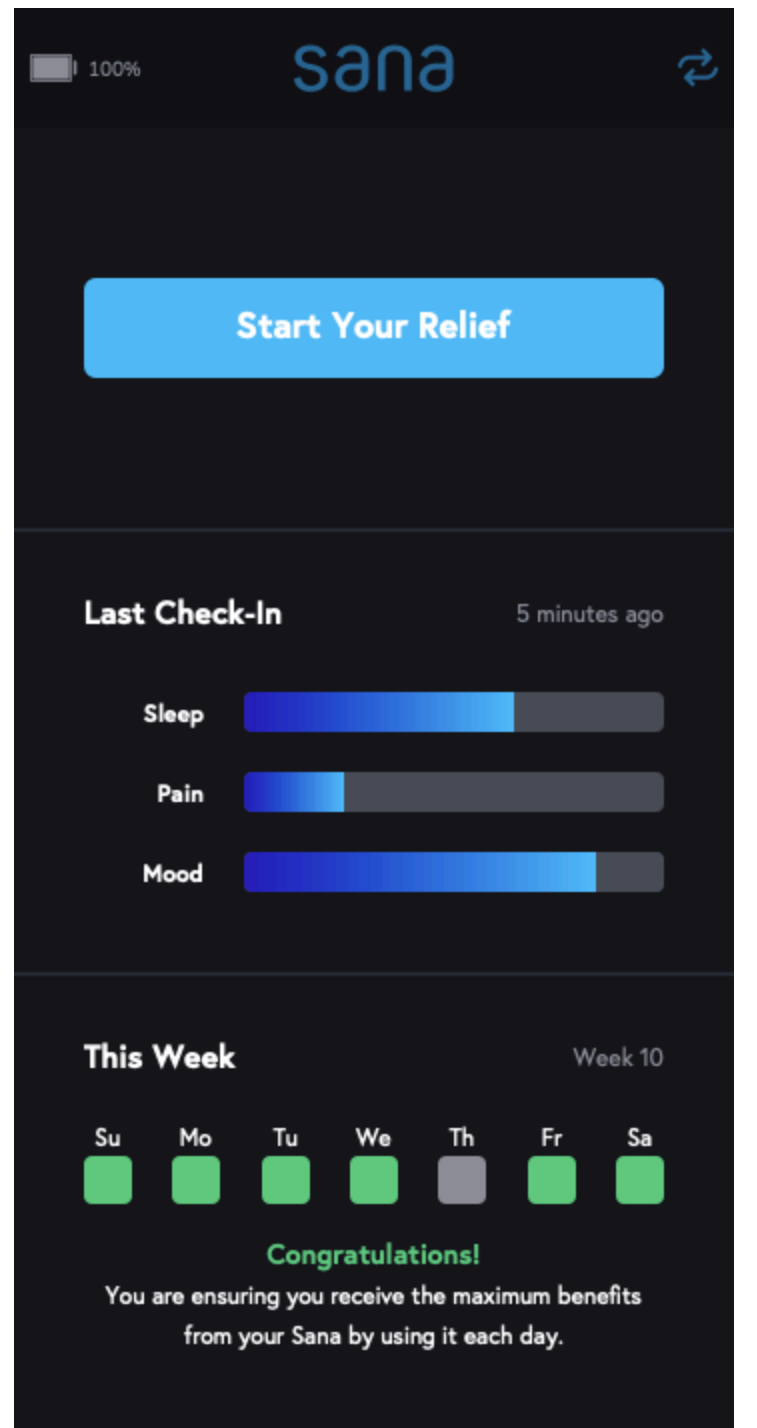 100%
sana
Start Your Relief
Last Check-In
5 minutes ago
Sleep
Pain
Mood
This Week
Week 10
Su Mo Tu We Th Fr Sa
Congratulations!
You are ensuring you receive the maximum benefits
from your Sana by using it each day.